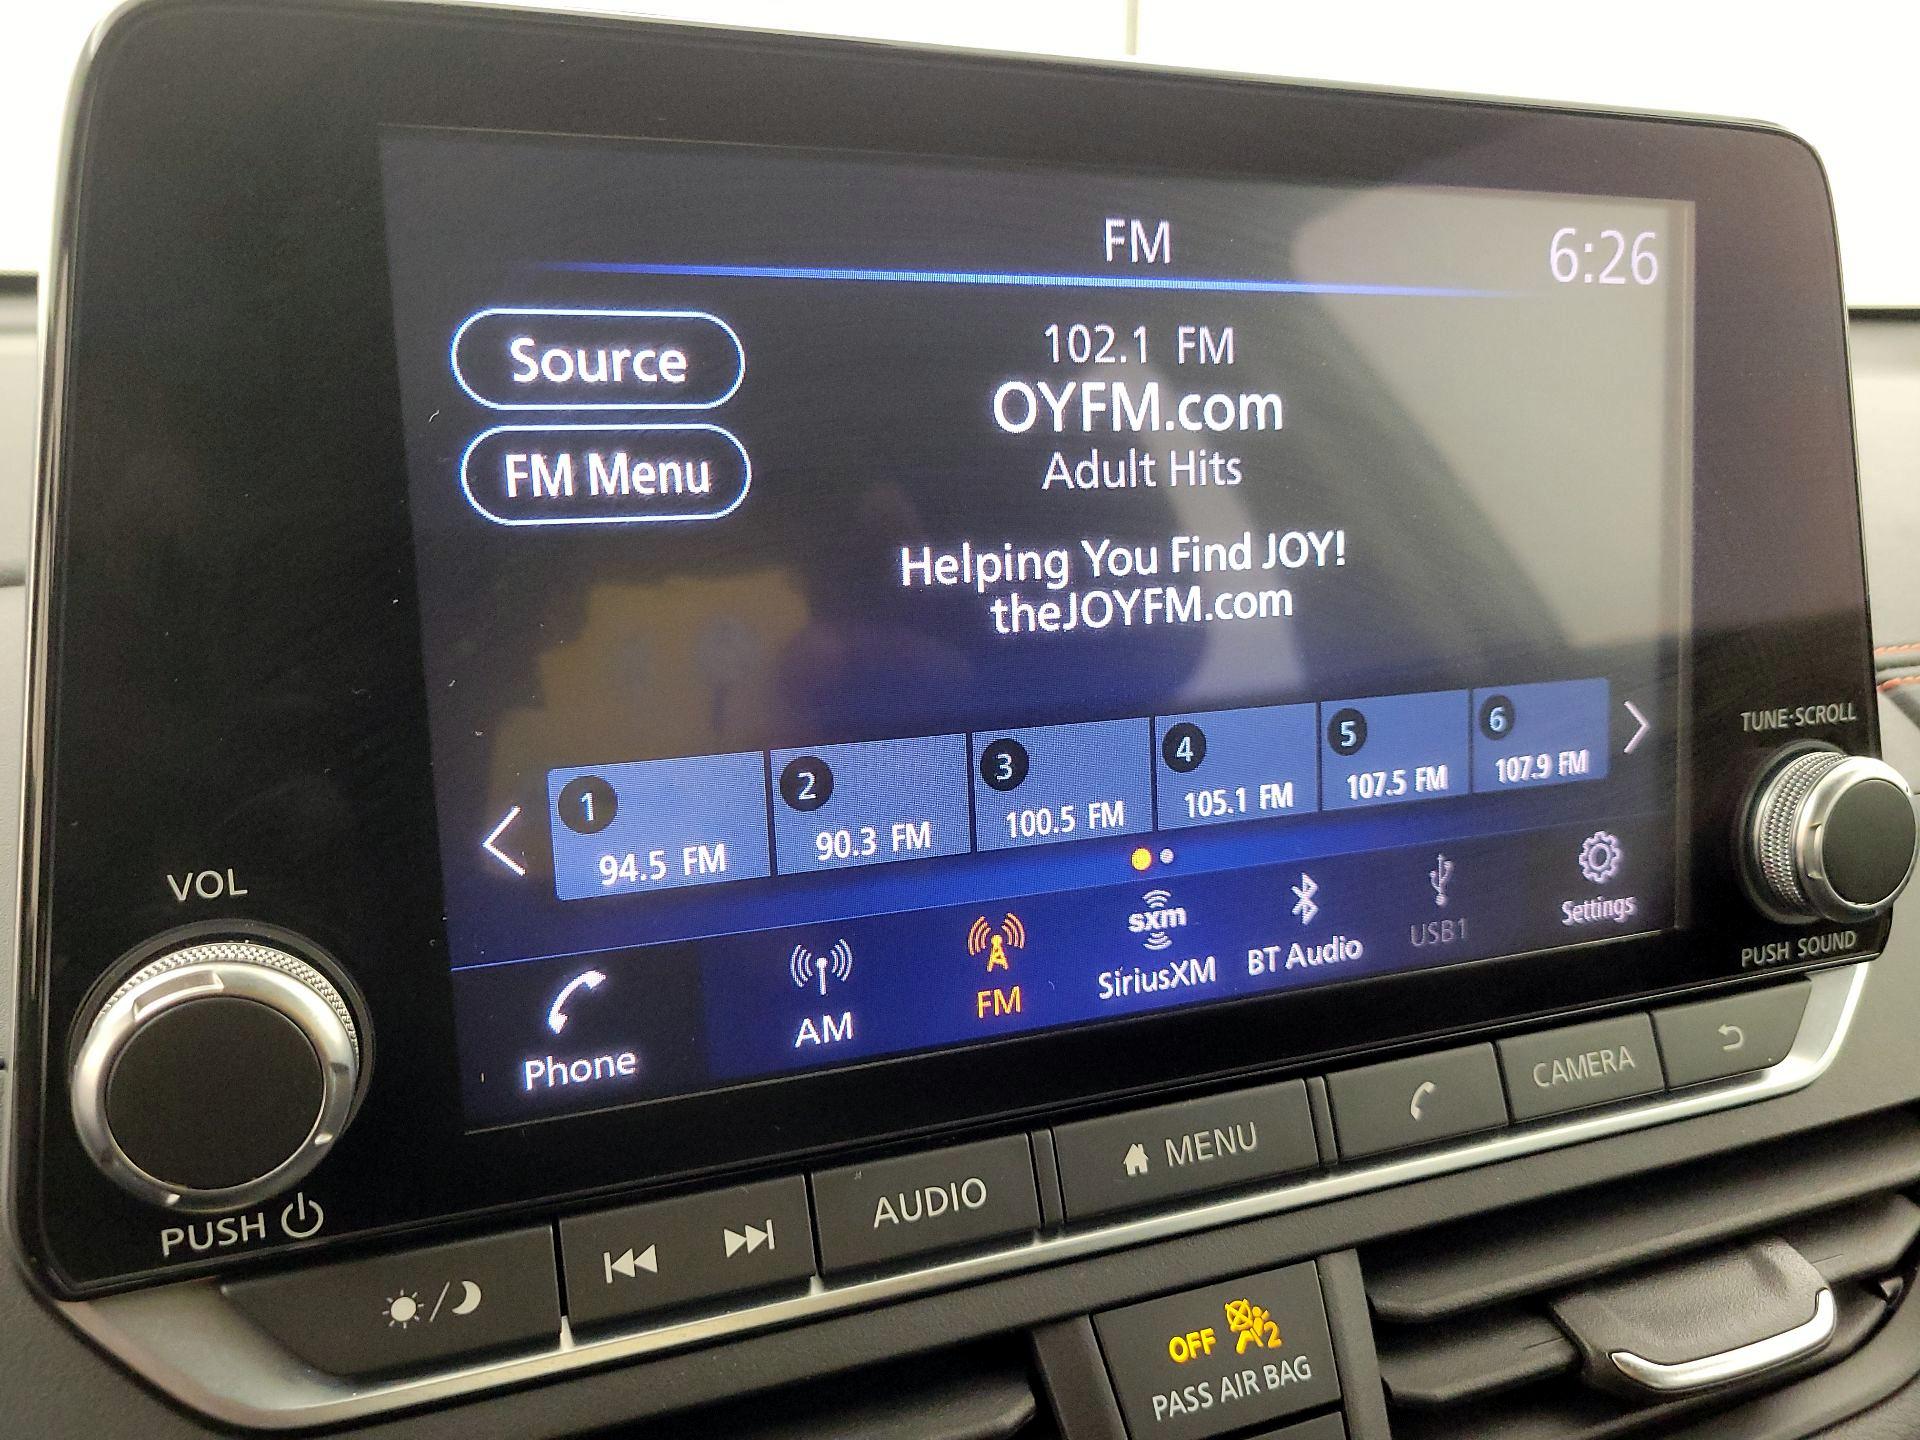 FM
6:26
Source
102.1 FM
OYFM.com
FM Menu
Adult Hits
Helping You Find JOY!
theJOYFM.com
1
94.5 FM
2
90.3 FM
3
100.5 FM
4
105.1 FM
5
107.5 FM
6
107.9 FM
Phone
AM
FM
sxm
SiriusXM
BT Audio
USB1
Settings
VOL
PUSH
TUNE·SCROLL
PUSH SOUND
AUDIO
MENU
CAMERA
OFF
2
PASS AIR BAG